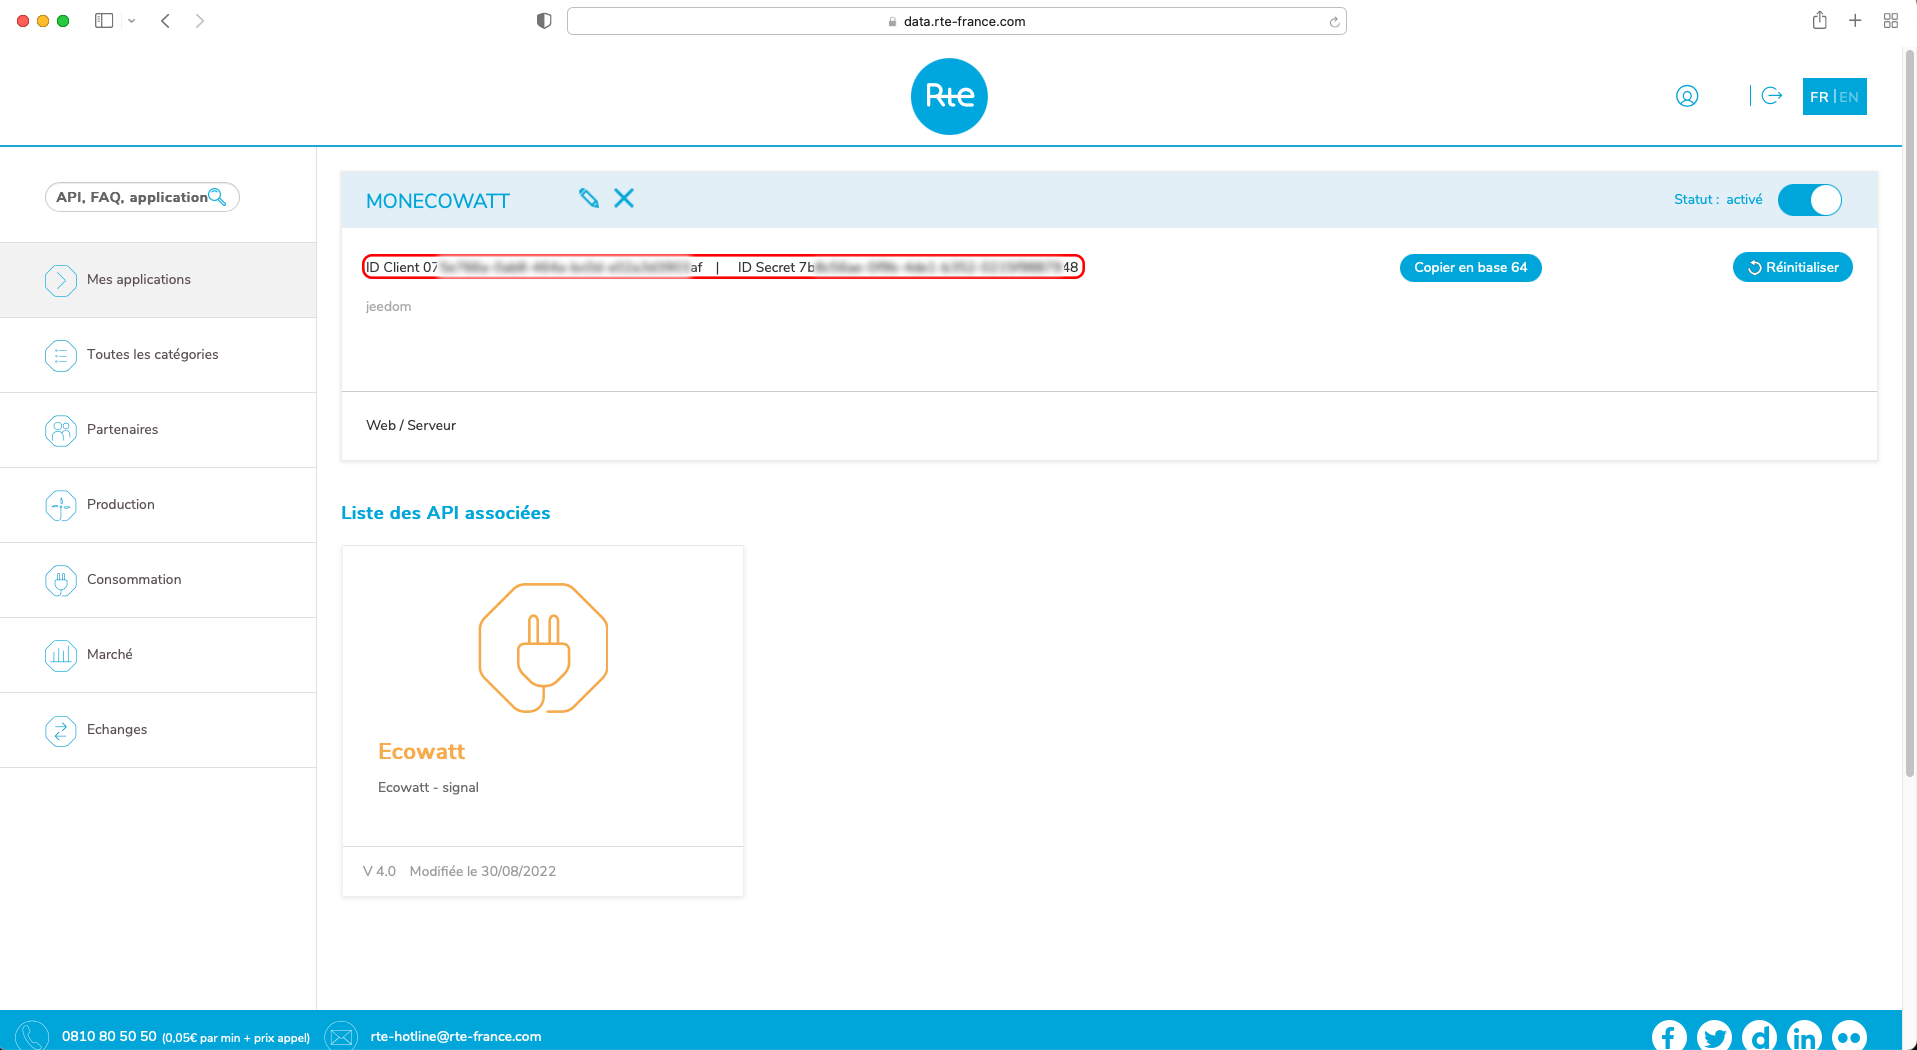 data.rte-france.com
Rte
FR | EN
API, FAQ, application
Mes applications
Toutes les catégories
Partenaires
Production
Consommation
Marché
Echanges
MONECOWATT
Statut : activé
ID Client 07 af | ID Secret 7b 48
Copier en base 64
Réinitialiser
jeedom
Web / Serveur
Liste des API associées
Ecowatt
Ecowatt - signal
V 4.0 Modifiée le 30/08/2022
0810 80 50 50 (0,05€ par min + prix appel)
rte-hotline@rte-france.com